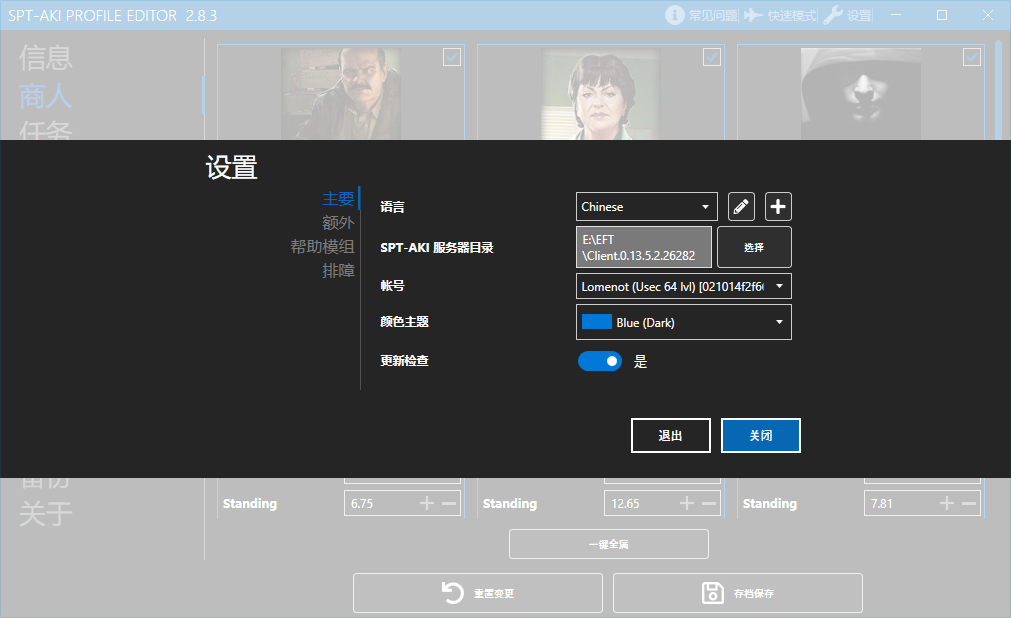 SPT-AKI PROFILE EDITOR 2.8.3
常见问题
快速模式
设置
信息
商人
任务
设置
主要
额外
帮助模组
排障
语言
Chinese
SPT-AKI 服务器目录
E:\EFT
\Client.0.13.5.2.26282
选择
帐号
Lomenot (Usec 64 lvl) [021014f2f6
颜色主题
Blue (Dark)
更新检查
是
退出
关闭
关于
Standing
6.75
Standing
12.65
Standing
7.81
一键全满
重置变更
存档保存